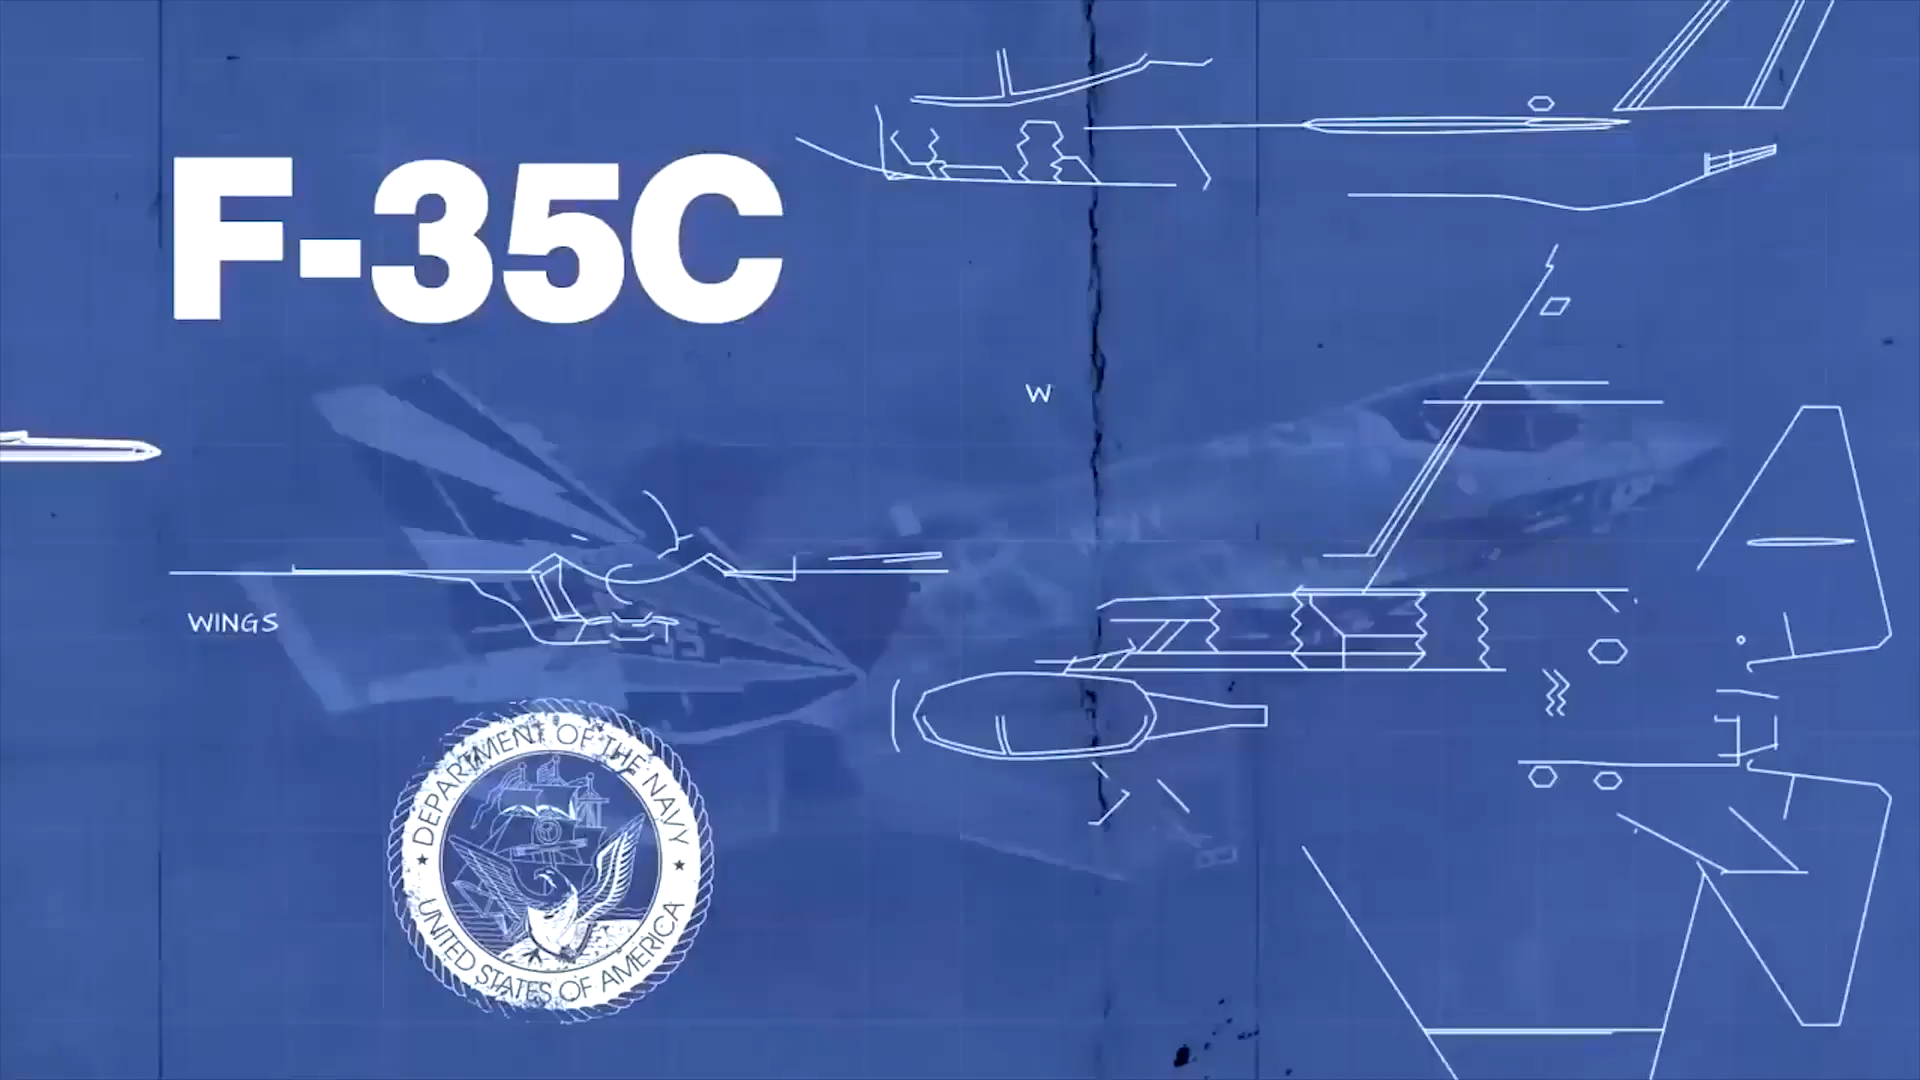 F-35C
W
WINGS
DEPARTMENT OF THE NAVY
UNITED STATES OF AMERICA